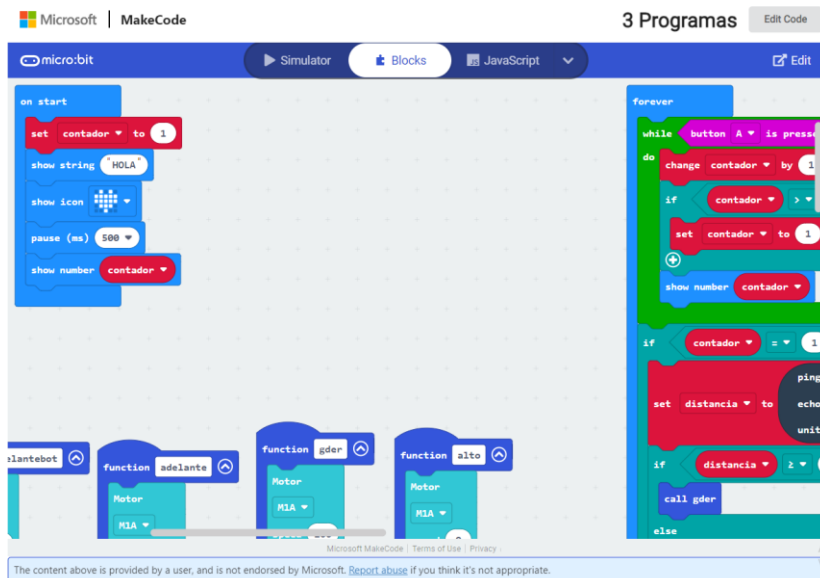 Microsoft | MakeCode
3 Programas
Edit Code
micro:bit
Simulator
Blocks
JavaScript
Edit
on start
set contador to 1
show string "HOLA"
show icon
pause (ms) 500
show number contador
forever
while button A is
do
change contador by 1
if contador >
set contador to 1
show number contador
if contador = 1
set distancia to
ping
echo
unit
if distancia ≥
call gder
else
function adelante
Motor
M1A
function gder
Motor
M1A
function alto
Motor
M1A
Microsoft MakeCode | Terms of Use | Privacy
The content above is provided by a user, and is not endorsed by Microsoft. Report abuse if you think it's not appropriate.